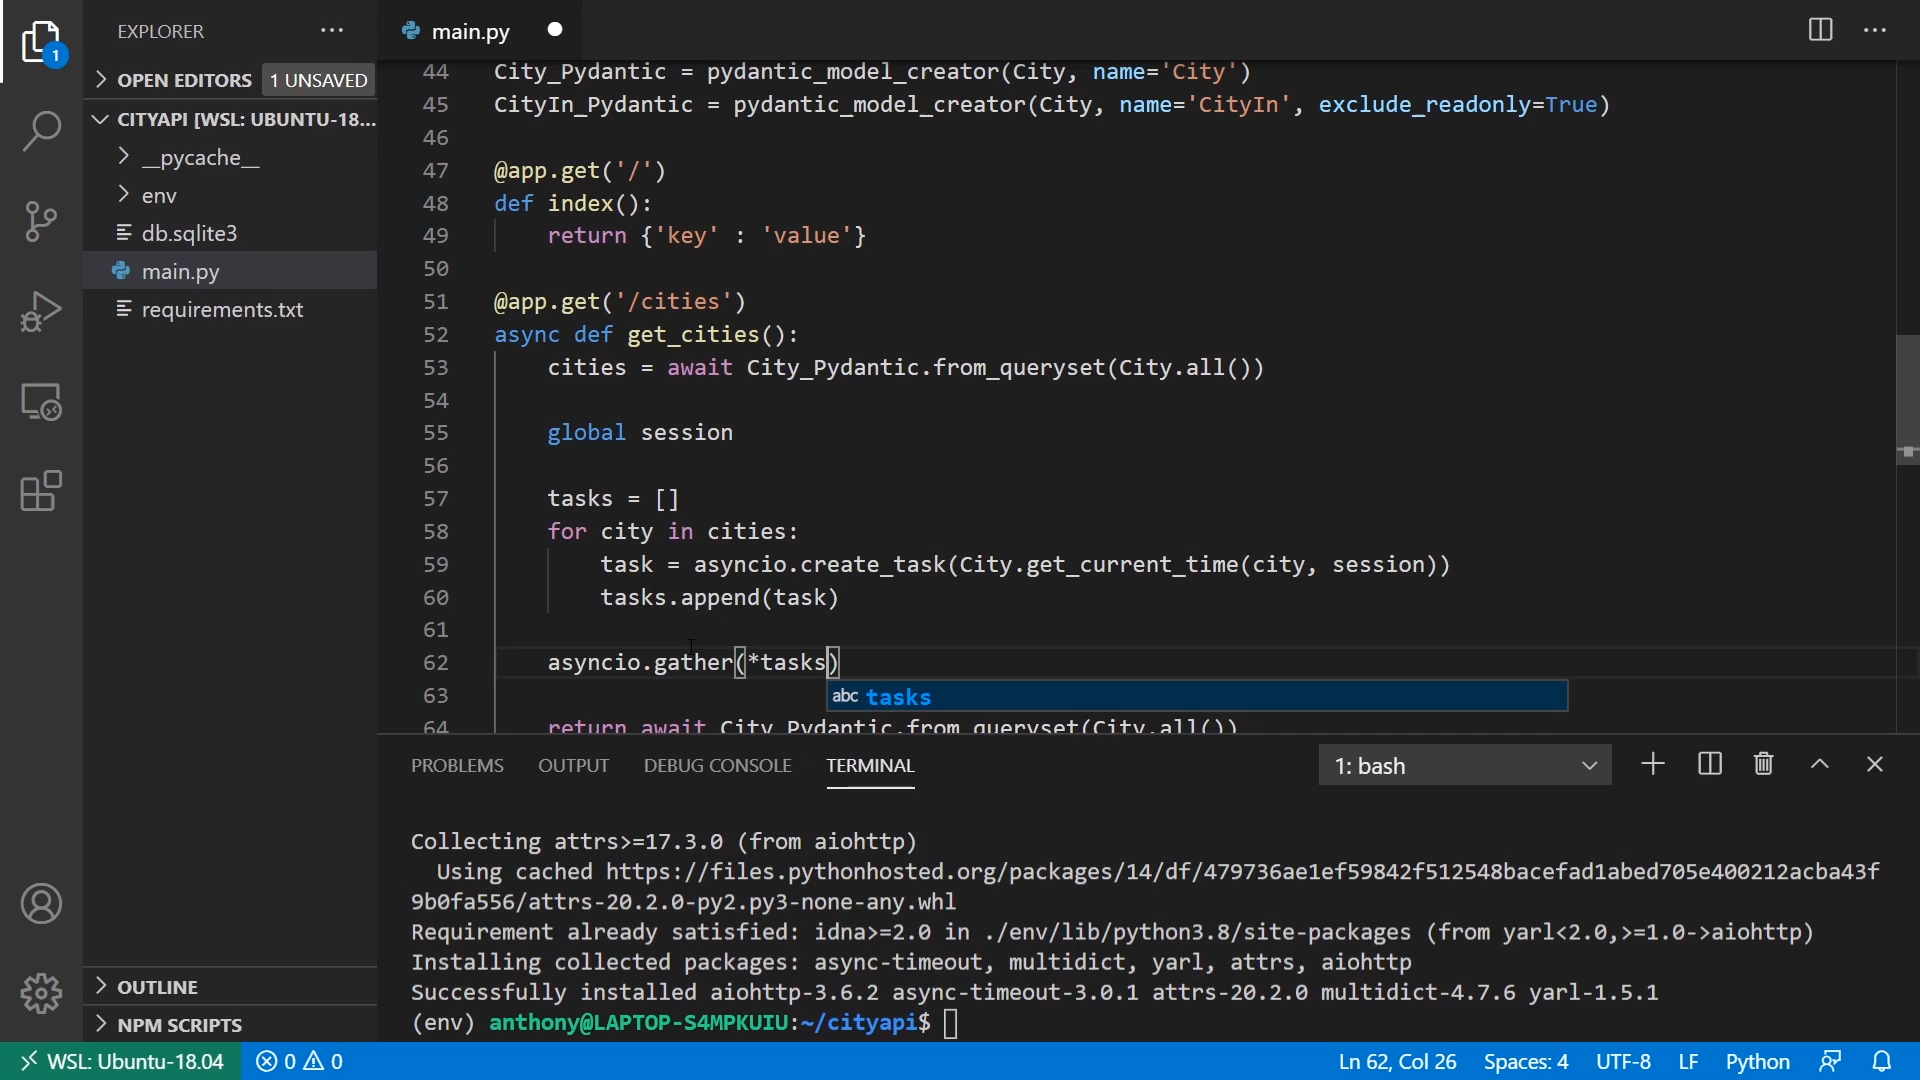 EXPLORER
OPEN EDITORS 1 UNSAVED
CITYAPI [WSL: UBUNTU-18...
__pycache__
env
db.sqlite3
main.py
requirements.txt
OUTLINE
NPM SCRIPTS
1
main.py
44 City_Pydantic = pydantic_model_creator(City, name='City')
45 CityIn_Pydantic = pydantic_model_creator(City, name='CityIn', exclude_readonly=True)
46
47 @app.get('/')
48 def index():
49 return {'key' : 'value'}
50
51 @app.get('/cities')
52 async def get_cities():
53 cities = await City_Pydantic.from_queryset(City.all())
54
55 global session
56
57 tasks = []
58 for city in cities:
59 task = asyncio.create_task(City.get_current_time(city, session))
60 tasks.append(task)
61
62 asyncio.gather(*tasks)
63 abc tasks
64 return await City_Pydantic.from_queryset(City.all())
PROBLEMS OUTPUT DEBUG CONSOLE TERMINAL 1: bash
Collecting attrs>=17.3.0 (from aiohttp)
Using cached https://files.pythonhosted.org/packages/14/df/479736ae1ef59842f512548bacefad1abed705e400212acba43f
9b0fa556/attrs-20.2.0-py2.py3-none-any.whl
Requirement already satisfied: idna>=2.0 in ./env/lib/python3.8/site-packages (from yarl<2.0,>=1.0->aiohttp)
Installing collected packages: async-timeout, multidict, yarl, attrs, aiohttp
Successfully installed aiohttp-3.6.2 async-timeout-3.0.1 attrs-20.2.0 multidict-4.7.6 yarl-1.5.1
(env) anthony@LAPTOP-S4MPKUIU:~/cityapi$
WSL: Ubuntu-18.04 0 0 Ln 62, Col 26 Spaces: 4 UTF-8 LF Python